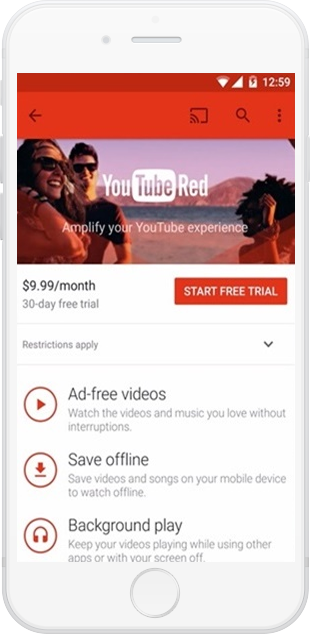 12:59
YouTube Red
Amplify your YouTube experience
$9.99/month
30-day free trial
START FREE TRIAL
Restrictions apply
Ad-free videos
Watch the videos and music you love without
interruptions.
Save offline
Save videos and songs on your mobile device
to watch offline.
Background play
Keep your videos playing while using other
apps or with your screen off.